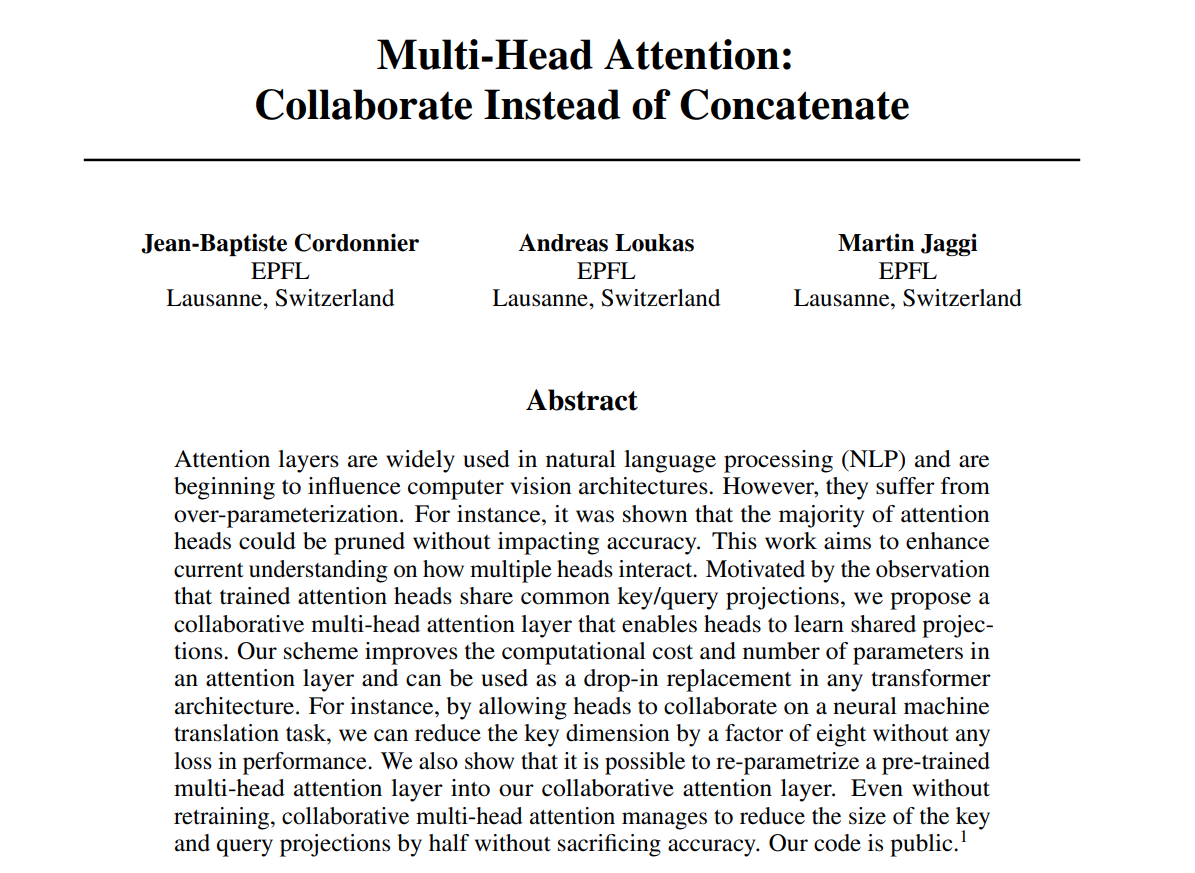 Multi-Head Attention:
Collaborate Instead of Concatenate
Jean-Baptiste Cordonnier Andreas Loukas Martin Jaggi
EPFL EPFL EPFL
Lausanne, Switzerland Lausanne, Switzerland Lausanne, Switzerland
Abstract
Attention layers are widely used in natural language processing (NLP) and are
beginning to influence computer vision architectures. However, they suffer from
over-parameterization. For instance, it was shown that the majority of attention
heads could be pruned without impacting accuracy. This work aims to enhance
current understanding on how multiple heads interact. Motivated by the observation
that trained attention heads share common key/query projections, we propose a
collaborative multi-head attention layer that enables heads to learn shared projec-
tions. Our scheme improves the computational cost and number of parameters in
an attention layer and can be used as a drop-in replacement in any transformer
architecture. For instance, by allowing heads to collaborate on a neural machine
translation task, we can reduce the key dimension by a factor of eight without any
loss in performance. We also show that it is possible to re-parametrize a pre-trained
multi-head attention layer into our collaborative attention layer. Even without
retraining, collaborative multi-head attention manages to reduce the size of the key
and query projections by half without sacrificing accuracy. Our code is public.1